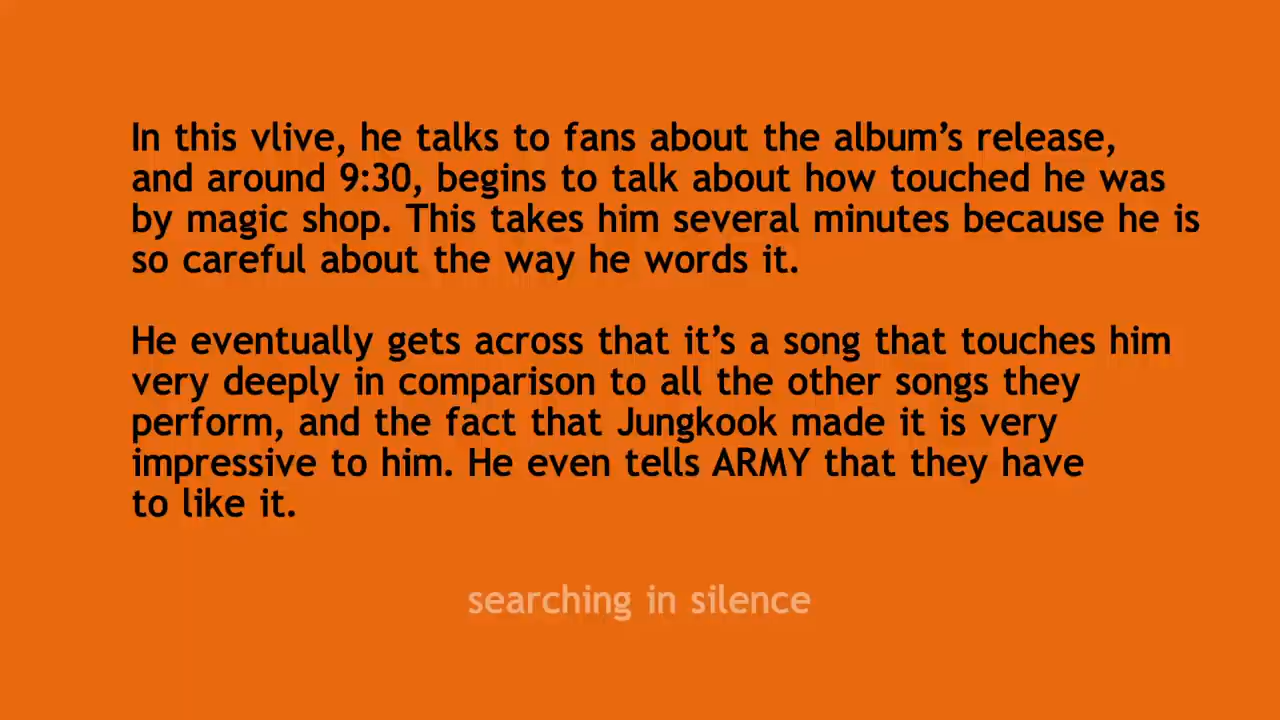 In this vlive, he talks to fans about the album’s release,
and around 9:30, begins to talk about how touched he was
by magic shop. This takes him several minutes because he is
so careful about the way he words it.
He eventually gets across that it’s a song that touches him
very deeply in comparison to all the other songs they
perform, and the fact that Jungkook made it is very
impressive to him. He even tells ARMY that they have
to like it.
searching in silence